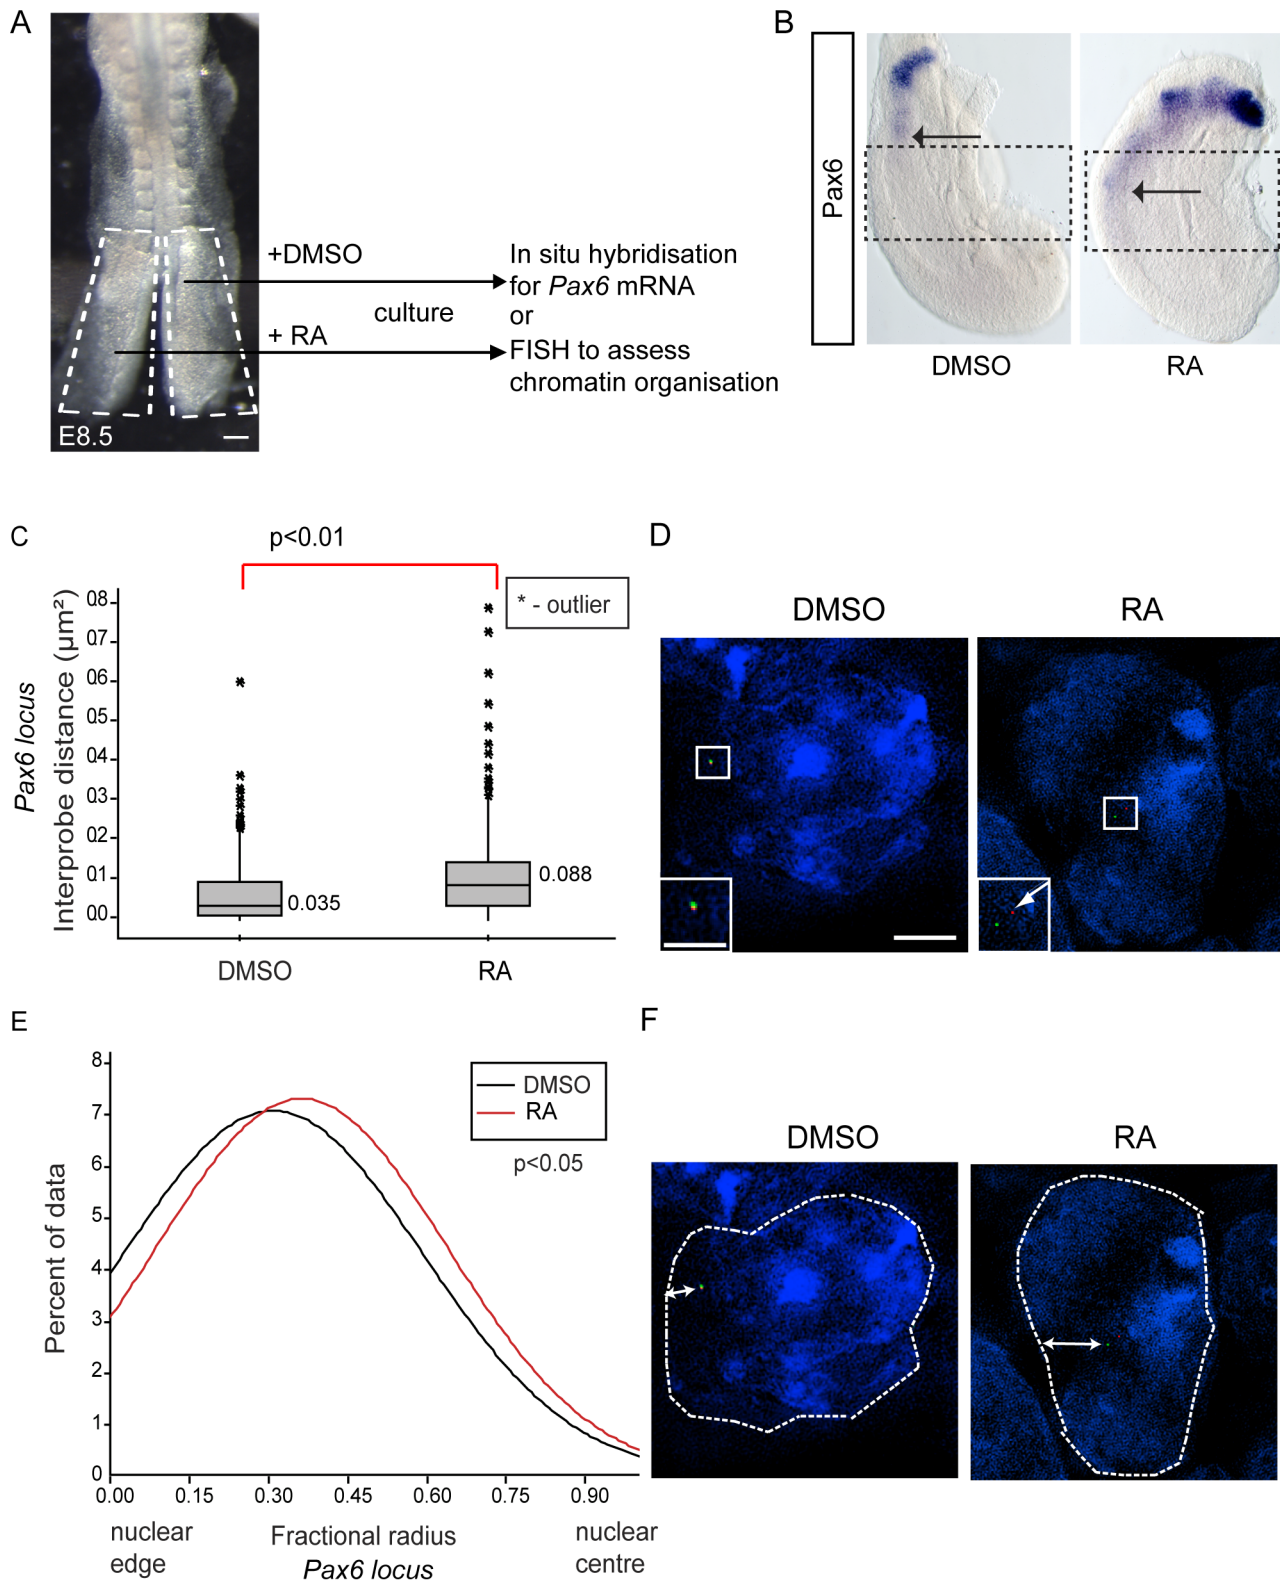 A
+DMSO
+ RA
culture
In situ hybridisation
for Pax6 mRNA
or
FISH to assess
chromatin organisation
E8.5
B
Pax6
DMSO
RA
C
p<0.01
* - outlier
Pax6 locus
Interprobe distance (µm²)
0.8
0.7
0.6
0.5
0.4
0.3
0.2
0.1
0.0
0.035
0.088
DMSO
RA
D
DMSO
RA
E
DMSO
RA
p<0.05
Percent of data
8
7
6
5
4
3
2
1
0
0.00 0.15 0.30 0.45 0.60 0.75 0.90
nuclear
edge
Fractional radius
Pax6 locus
nuclear
centre
F
DMSO
RA